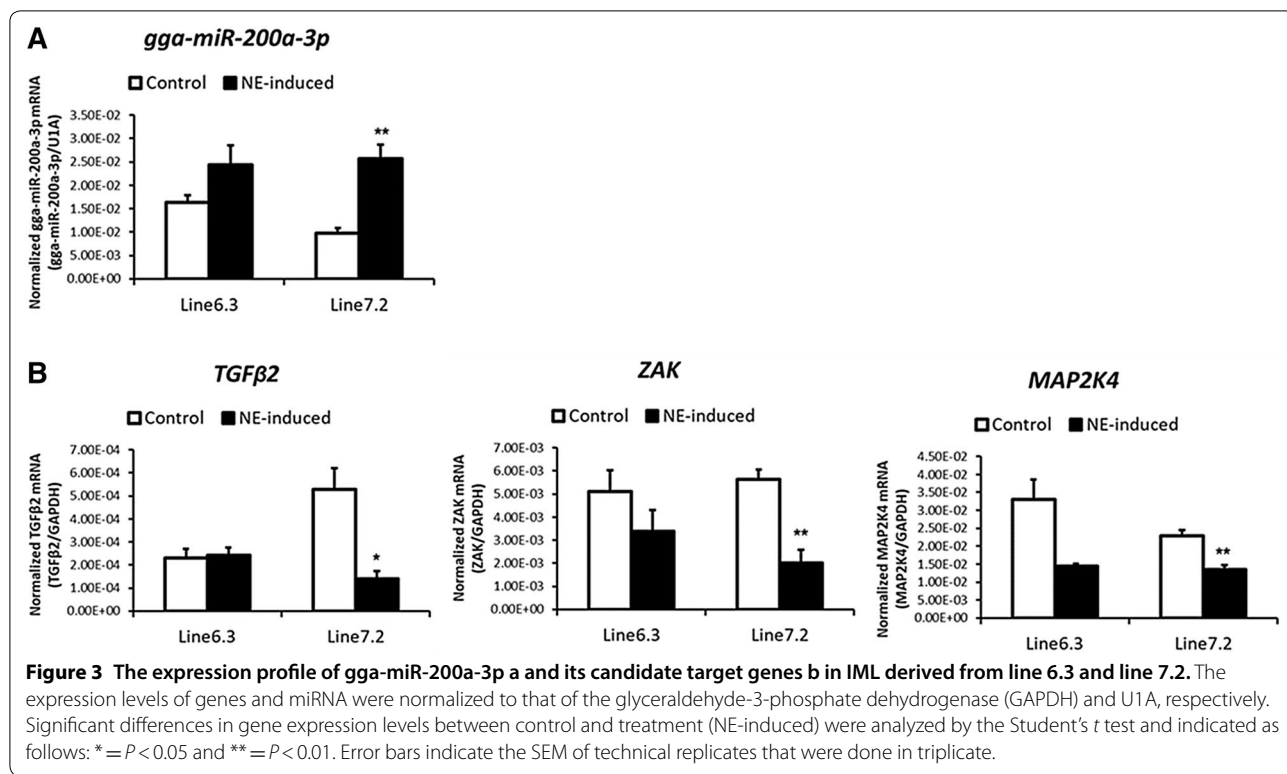 A
gga-miR-200a-3p
Control NE-induced
Normalized gga-miR-200a-3p mRNA
(gga-miR-200a-3p/U1A)
3.50E-02
3.00E-02
2.50E-02
2.00E-02
1.50E-02
1.00E-02
5.00E-03
0.00E+00
**
Line6.3 Line7.2
B
TGFβ2
Control NE-induced
Normalized TGFβ2 mRNA
(TGFβ2/GAPDH)
7.00E-04
6.00E-04
5.00E-04
4.00E-04
3.00E-04
2.00E-04
1.00E-04
0.00E+00
*
Line6.3 Line7.2
ZAK
Control NE-induced
Normalized ZAK mRNA
(ZAK/GAPDH)
7.00E-03
6.00E-03
5.00E-03
4.00E-03
3.00E-03
2.00E-03
1.00E-03
0.00E+00
**
Line6.3 Line7.2
MAP2K4
Control NE-induced
Normalized MAP2K4 mRNA
(MAP2K4/GAPDH)
4.50E-02
4.00E-02
3.50E-02
3.00E-02
2.50E-02
2.00E-02
1.50E-02
1.00E-02
5.00E-03
0.00E+00
**
Line6.3 Line7.2
Figure 3 The expression profile of gga-miR-200a-3p a and its candidate target genes b in IML derived from line 6.3 and line 7.2. The
expression levels of genes and miRNA were normalized to that of the glyceraldehyde-3-phosphate dehydrogenase (GAPDH) and U1A, respectively.
Significant differences in gene expression levels between control and treatment (NE-induced) were analyzed by the Student's t test and indicated as
follows: * = P < 0.05 and ** = P < 0.01. Error bars indicate the SEM of technical replicates that were done in triplicate.